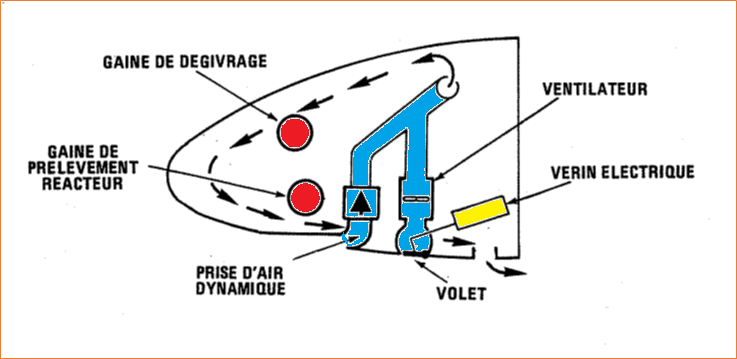 GAINE DE DEGIVRAGE
VENTILATEUR
GAINE DE
PRELEVEMENT
REACTEUR
VERIN ELECTRIQUE
PRISE D'AIR
DYNAMIQUE
VOLET